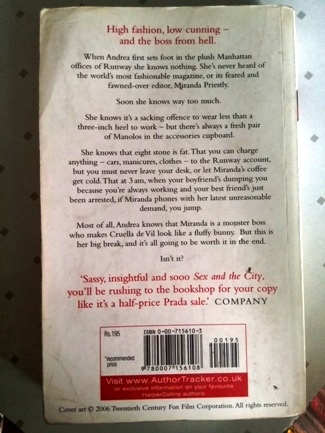 High fashion, low cunning –
and the boss from hell.
When Andrea first sets foot in the plush Manhattan
offices of Runway she knows nothing. She's never heard of
the world's most fashionable magazine, or its feared and
fawned-over editor, Miranda Priestly.
Soon she knows way too much.
She knows it's a sacking offence to wear less than a
three-inch heel to work – but there's always a fresh pair
of Manolos in the accessories cupboard.
She knows that eight stone is fat. That you can charge
anything – cars, manicures, clothes – to the Runway account,
but you must never leave your desk, or let Miranda's coffee
get cold. That at 3am, when your boyfriend's dumping you
because you're always working and your best friend's just
been arrested, if Miranda phones with her latest unreasonable
demand, you jump.
Most of all, Andrea knows that Miranda is a monster boss
who makes Cruella de Vil look like a fluffy bunny. But this is
her big break, and it's all going to be worth it in the end.
Isn't it?
'Sassy, insightful and sooo Sex and the City,
you'll be rushing to the bookshop for your copy
like it's a half-price Prada sale.' COMPANY
Rs.195
*recommended
price
ISBN 0-00-715610-3
00195
9 780007 156108
Visit www.AuthorTracker.co.uk
for exclusive information on your favourite
HarperCollins authors
Cover art © 2006 Twentieth Century Fox Film Corporation. All rights reserved.